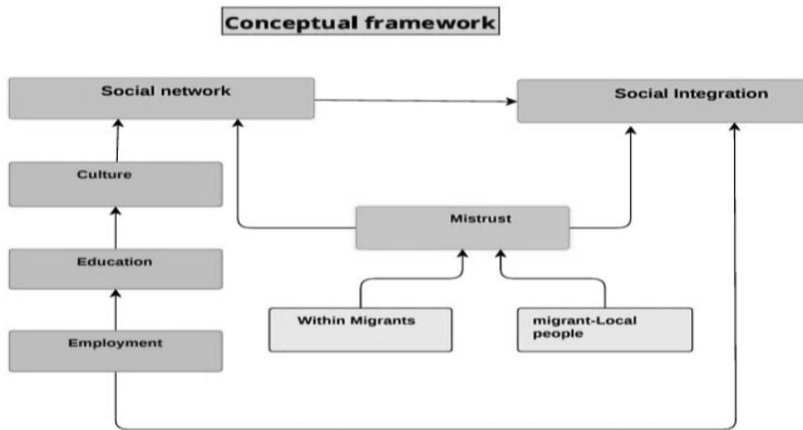 Conceptual framework
Social network
Social Integration
Culture
Mistrust
Education
Within Migrants
migrant-Local
people
Employment